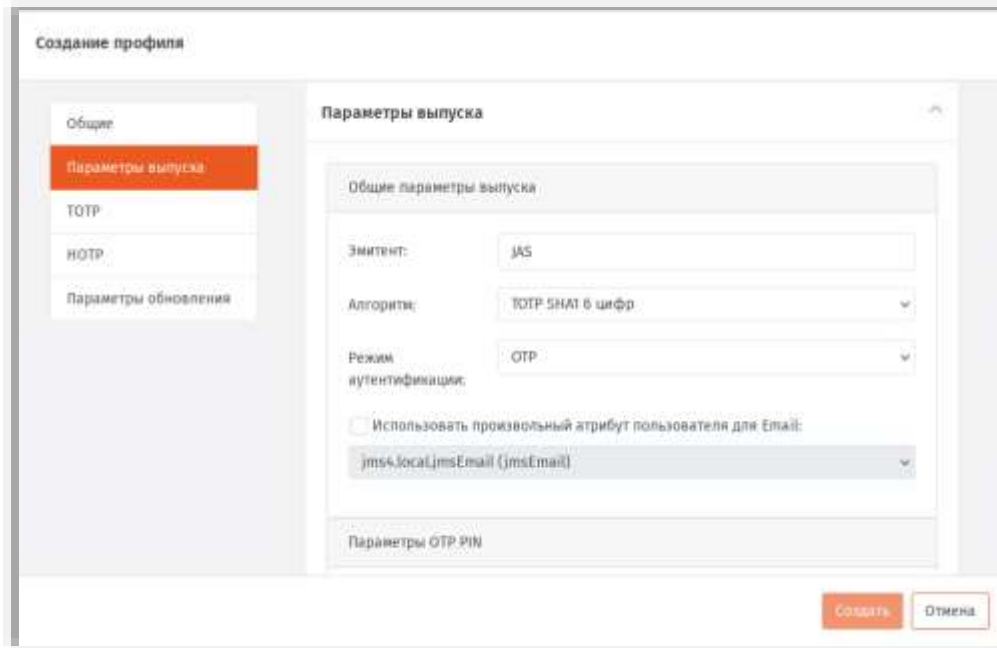 Создание профиля
Общие
Параметры выпуска
TOTP
HOTP
Параметры обновления
Параметры выпуска
Общие параметры выпуска
Эмитент:
JAS
Алгоритм:
TOTP SHA1 6 цифр
Режим
аутентификации:
OTP
Использовать произвольный атрибут пользователя для Email:
jms4.local.jmsEmail (jmsEmail)
Параметры OTP PIN
Создать
Отмена